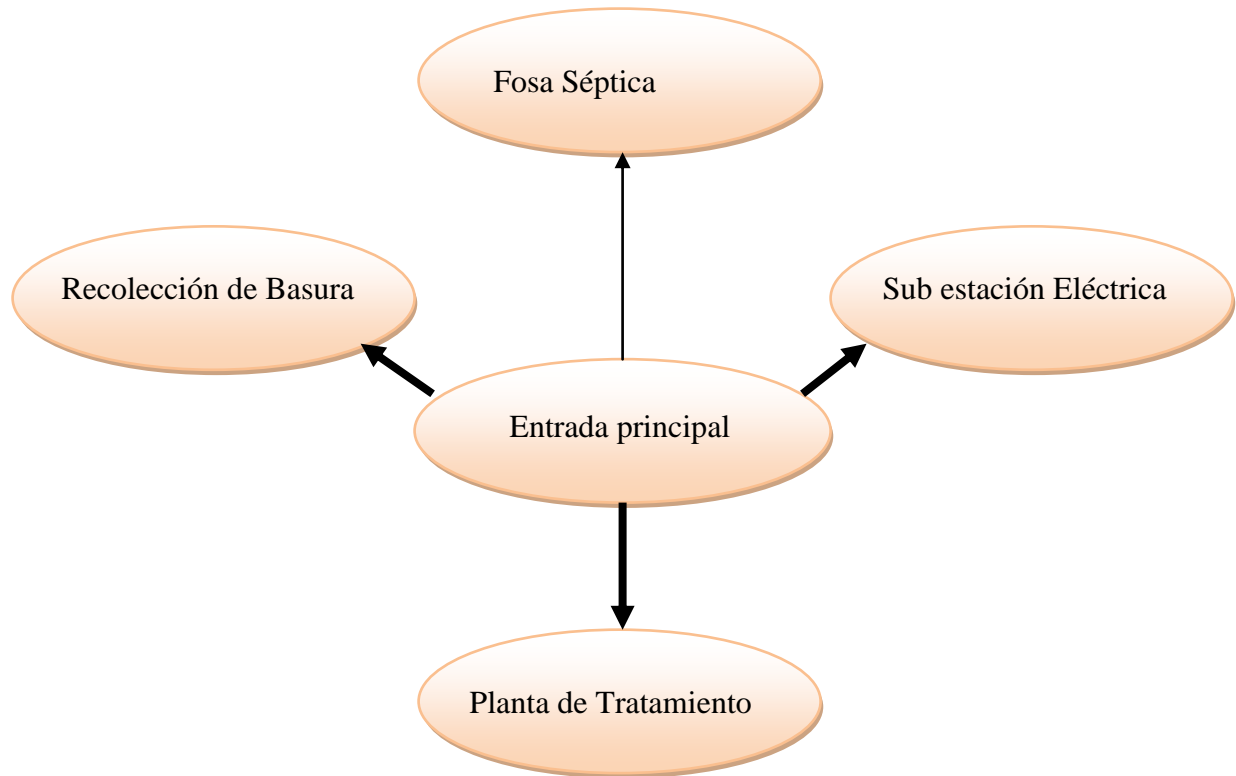 Fosa Séptica
Recolección de Basura
Sub estación Eléctrica
Entrada principal
Planta de Tratamiento